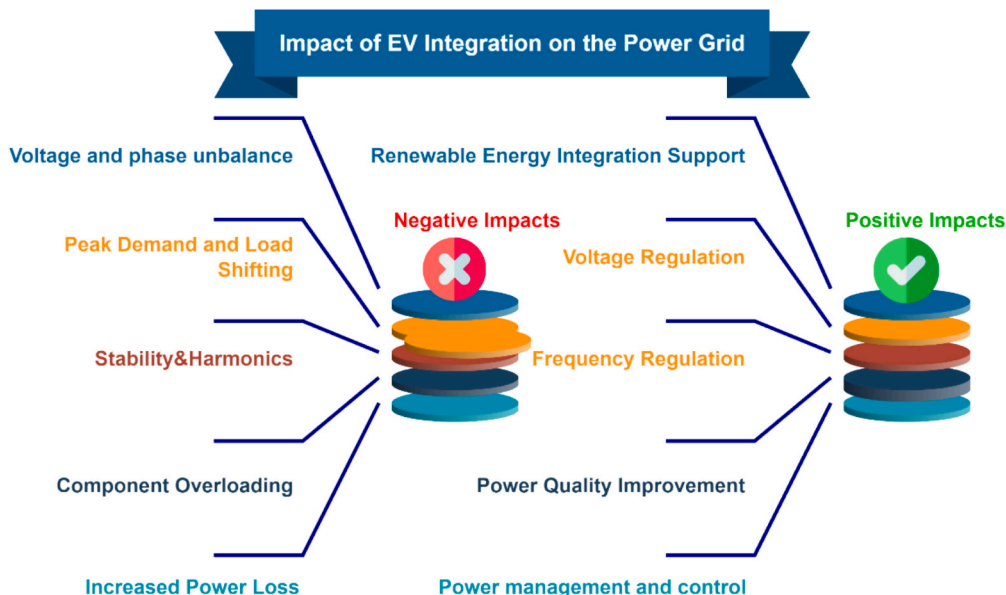 Impact of EV Integration on the Power Grid
Negative Impacts
Voltage and phase unbalance
Peak Demand and Load
Shifting
Stability&Harmonics
Component Overloading
Increased Power Loss
Positive Impacts
Renewable Energy Integration Support
Voltage Regulation
Frequency Regulation
Power Quality Improvement
Power management and control